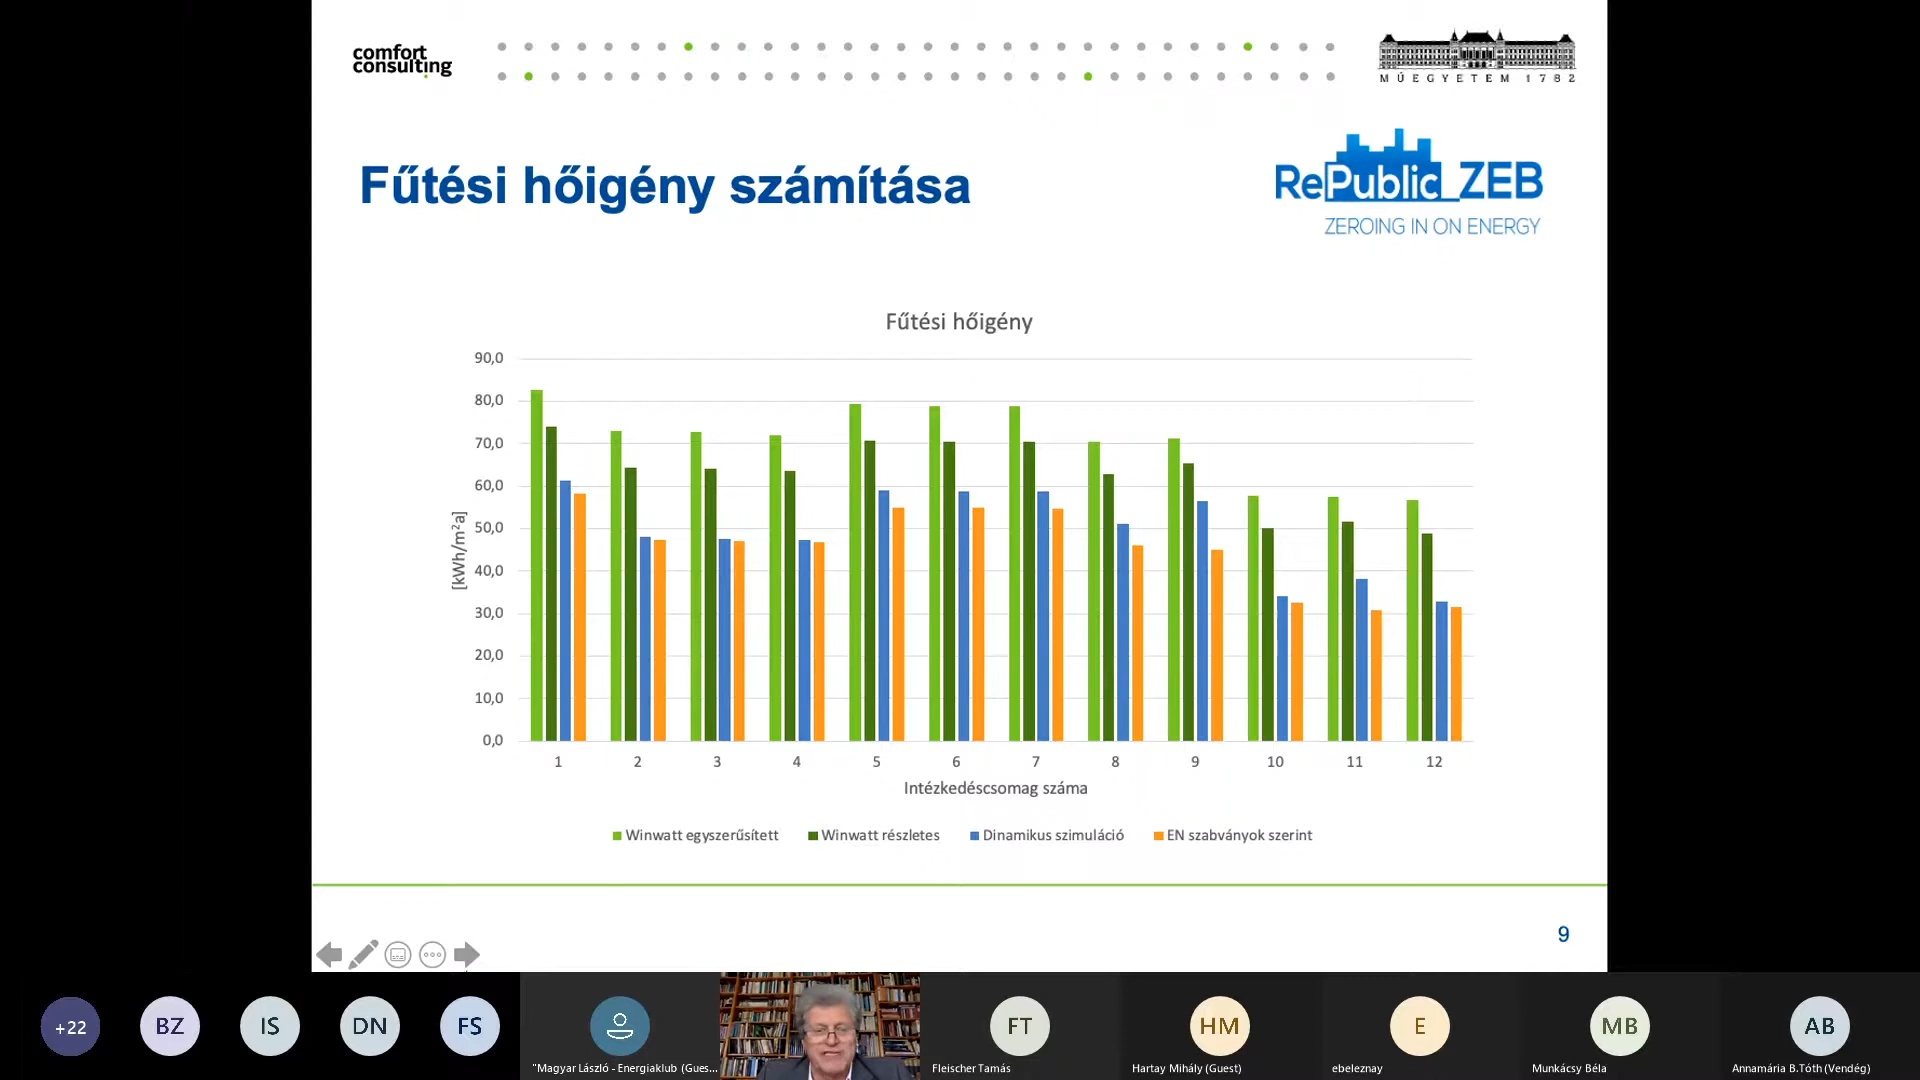 comfort
consulting
MŰEGYETEM 1782
Fűtési hőigény számítása
RePublic_ZEB
ZEROING IN ON ENERGY
Fűtési hőigény
90,0
80,0
70,0
60,0
50,0
40,0
30,0
20,0
10,0
0,0
[kWh/m²a]
1 2 3 4 5 6 7 8 9 10 11 12
Intézkedéscsomag száma
Winwatt egyszerűsített Winwatt részletes Dinamikus szimuláció EN szabványok szerint
9
+22 BZ IS DN FS FT HM E MB AB
"Magyar László - Energiaklub (Gues... Fleischer Tamás Hartay Mihály (Guest) ebeleznay Munkácsy Béla Annamária B.Tóth (Vendég)